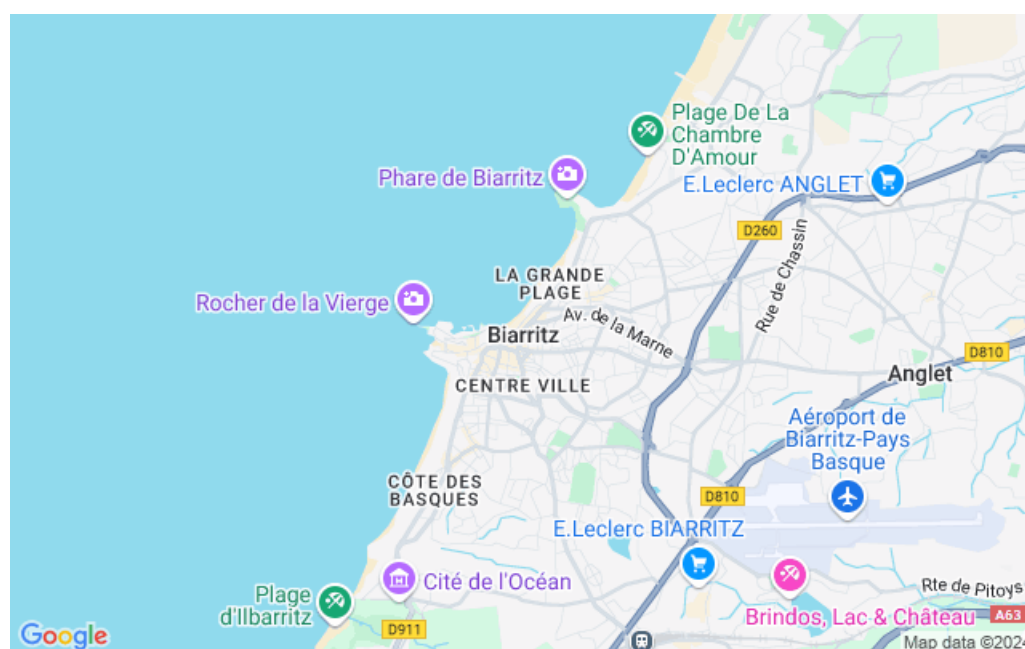 Plage De La
Chambre
D'Amour
Phare de Biarritz
E.Leclerc ANGLET
D260
Rue de Chassin
LA GRANDE
PLAGE
Rocher de la Vierge
Av. de la Marne
Biarritz
D810
Anglet
CENTRE VILLE
Aéroport de
Biarritz-Pays
Basque
CÔTE DES
BASQUES
D810
E.Leclerc BIARRITZ
Cité de l'Océan
Plage
d'Ilbarritz
Rte de Pitoys
Brindos, Lac & Château
A63
D911
Google
Map data ©2024